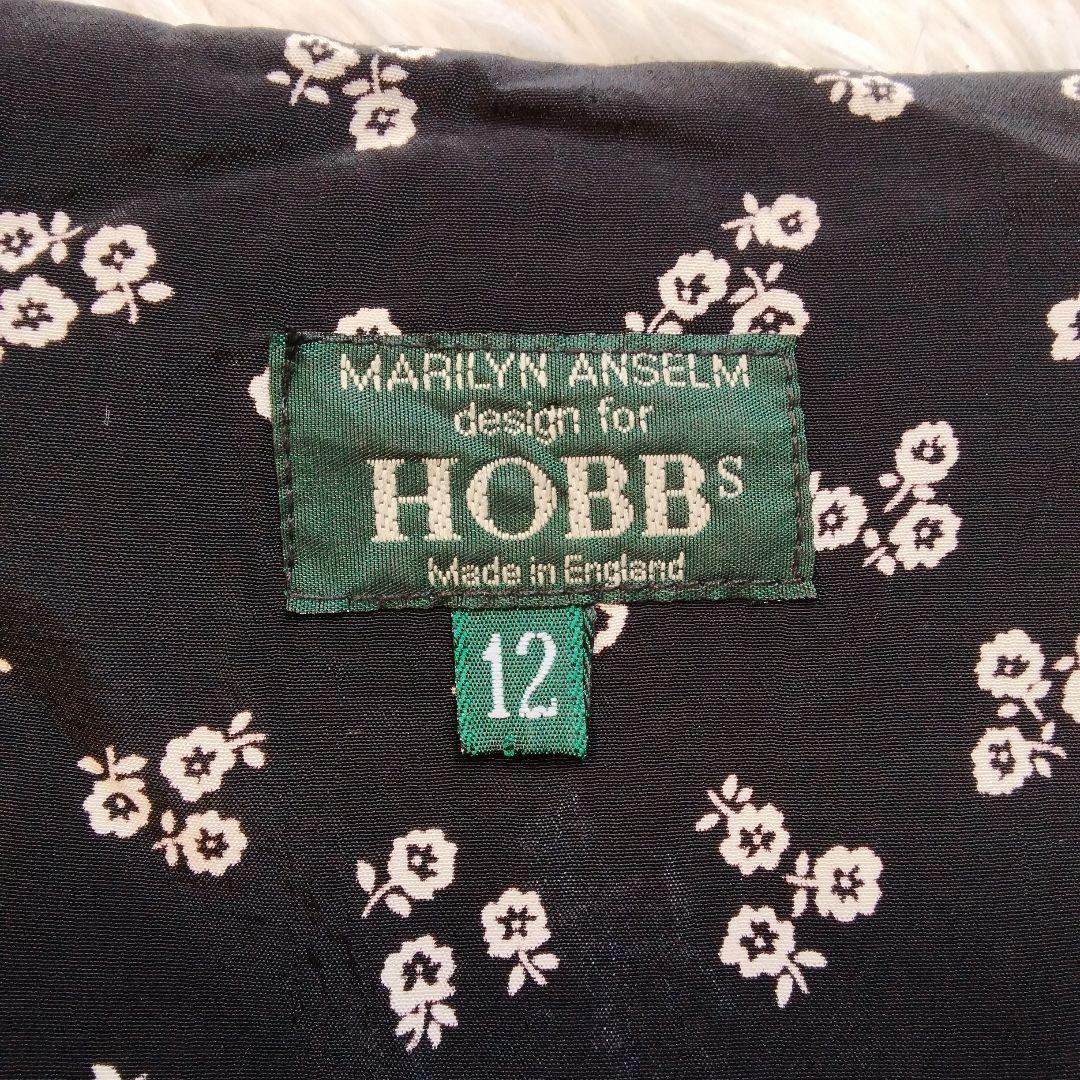 MARILYN ANSELM
design for
HOBBS
Made in England
12